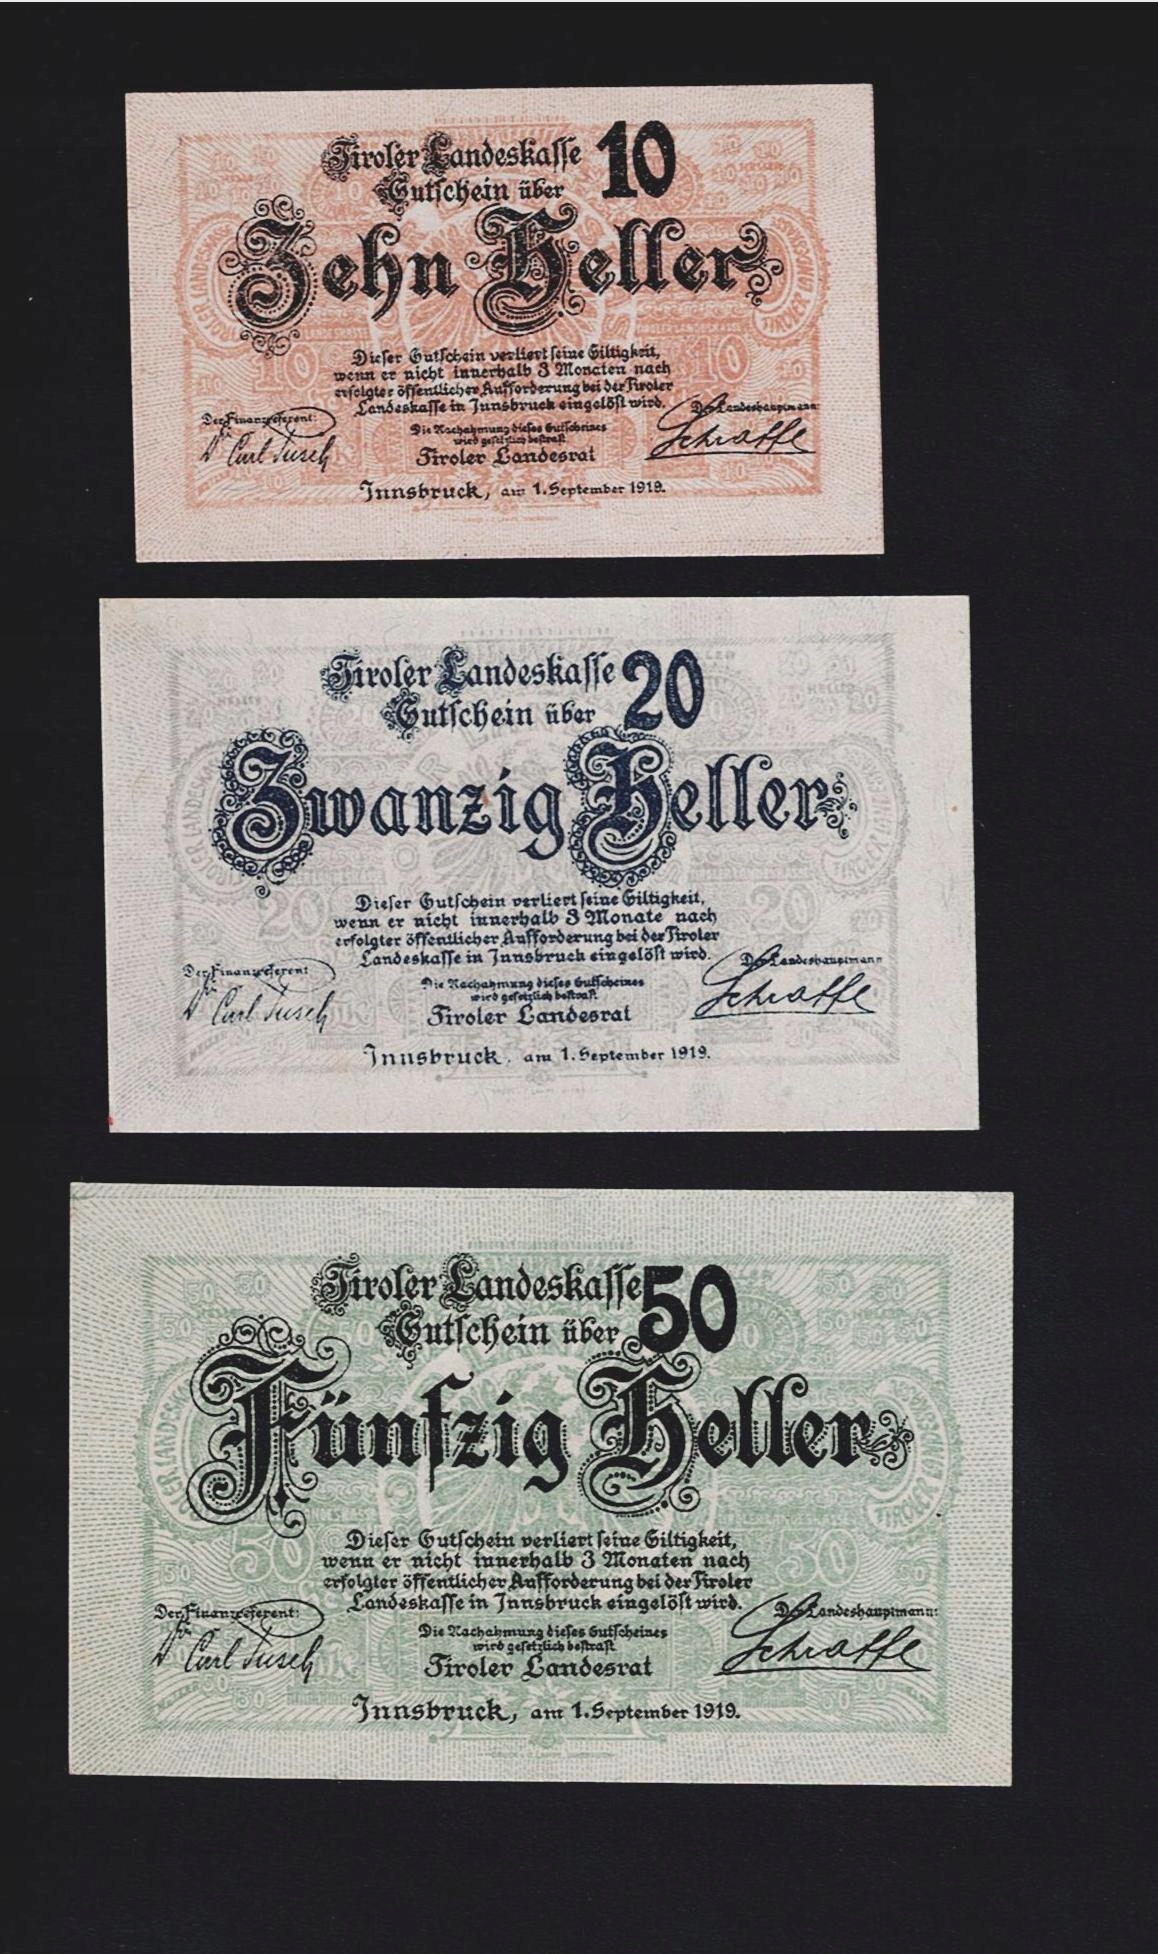 Tiroler Landeskasse 10
Gutschein über
Zehn Heller
Dieser Gutschein verliert seine Giltigkeit,
wenn er nicht innerhalb 3 Monaten nach
erfolgter öffentlicher Aufforderung bei der Tiroler
Landeskasse in Innsbruck eingelöst wird.
Der Finanzreferent: Der Landeshauptmann:
Die Nachahmung dieses Gutscheines
wird gesetzlich bestraft
Schraffl
Tiroler Landesrat
Innsbruck, am 1. September 1919.
Tiroler Landeskasse 20
Gutschein über
Zwanzig Heller
Dieser Gutschein verliert seine Giltigkeit,
wenn er nicht innerhalb 3 Monate nach
erfolgter öffentlicher Aufforderung bei der Tiroler
Landeskasse in Innsbruck eingelöst wird.
Der Finanzreferent Der Landeshauptmann
Die Nachahmung dieses Gutscheines
wird gesetzlich bestraft.
Schraffl
Tiroler Landesrat
Innsbruck, am 1. September 1919.
Tiroler Landeskasse 50
Gutschein über
Fünfzig Heller
Dieser Gutschein verliert seine Giltigkeit,
wenn er nicht innerhalb 3 Monaten nach
erfolgter öffentlicher Aufforderung bei der Tiroler
Landeskasse in Innsbruck eingelöst wird.
Der Finanzreferent: Der Landeshauptmann:
Die Nachahmung dieses Gutscheines
wird gesetzlich bestraft
Schraffl
Tiroler Landesrat
Innsbruck, am 1. September 1919.